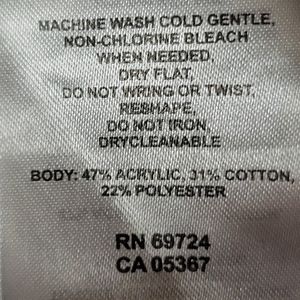 MACHINE WASH COLD GENTLE,
NON-CHLORINE BLEACH
WHEN NEEDED,
DRY FLAT,
DO NOT WRING OR TWIST,
RESHAPE,
DO NOT IRON,
DRYCLEANABLE
BODY: 47% ACRYLIC, 31% COTTON,
22% POLYESTER
RN 69724
CA 05367